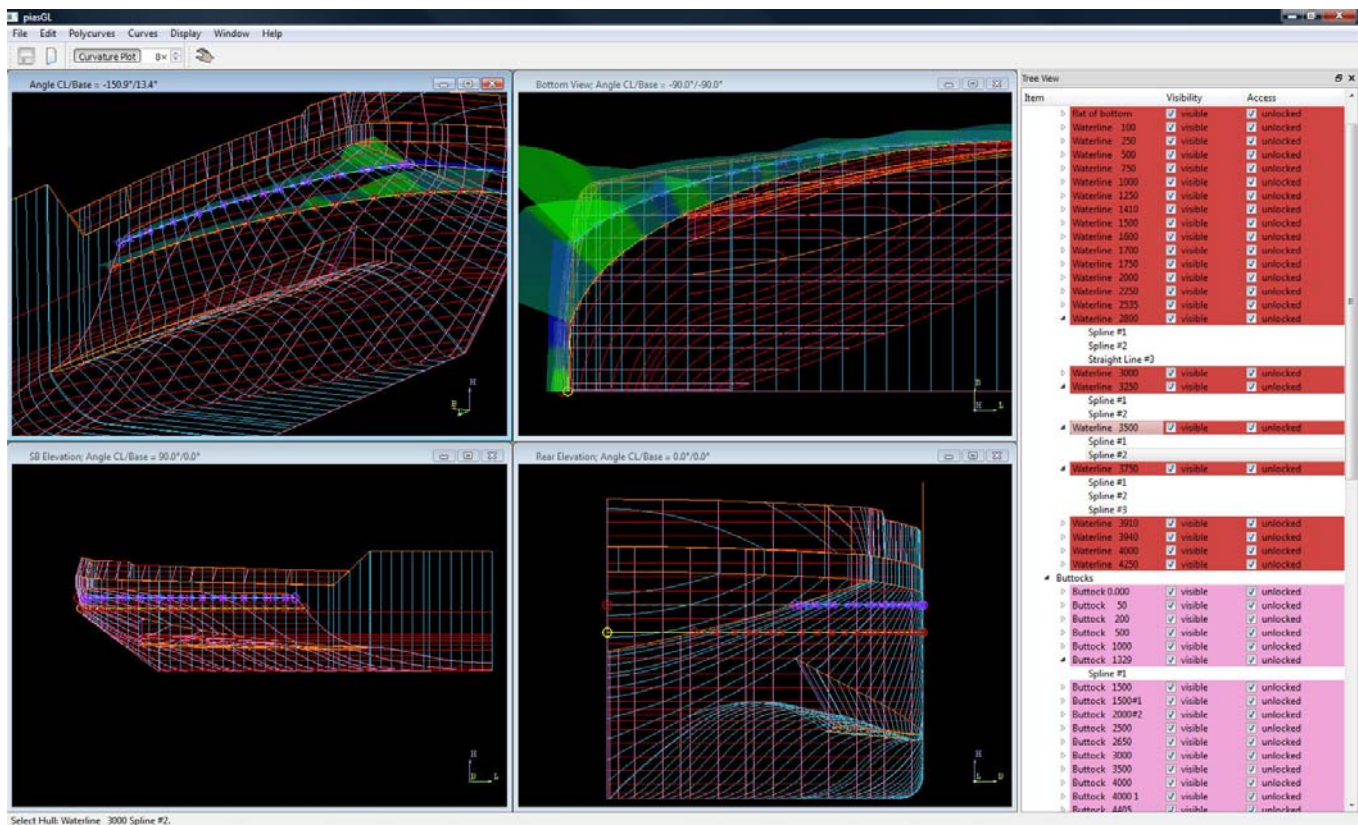 piasGL
File Edit Polycurves Curves Display Window Help
Curvature Plot 8×
Angle CL/Base = -150.9°/13.4°
H
B
Bottom View; Angle CL/Base = -90.0°/-90.0°
H L
SB Elevation; Angle CL/Base = 90.0°/0.0°
H
L
Rear Elevation; Angle CL/Base = 0.0°/0.0°
H
L
Tree View
Item Visibility Access
flat of bottom visible unlocked
Waterline 100 visible unlocked
Waterline 250 visible unlocked
Waterline 500 visible unlocked
Waterline 750 visible unlocked
Waterline 1000 visible unlocked
Waterline 1250 visible unlocked
Waterline 1410 visible unlocked
Waterline 1500 visible unlocked
Waterline 1600 visible unlocked
Waterline 1700 visible unlocked
Waterline 1750 visible unlocked
Waterline 2000 visible unlocked
Waterline 2250 visible unlocked
Waterline 2535 visible unlocked
Waterline 2800 visible unlocked
Spline #1
Spline #2
Straight Line #3
Waterline 3000 visible unlocked
Waterline 3250 visible unlocked
Spline #1
Spline #2
Waterline 3500 visible unlocked
Spline #1
Spline #2
Waterline 3750 visible unlocked
Spline #1
Spline #2
Spline #3
Waterline 3910 visible unlocked
Waterline 3940 visible unlocked
Waterline 4000 visible unlocked
Waterline 4250 visible unlocked
Buttocks
Buttock 0.000 visible unlocked
Buttock 50 visible unlocked
Buttock 200 visible unlocked
Buttock 500 visible unlocked
Buttock 1000 visible unlocked
Buttock 1329 visible unlocked
Spline #1
Buttock 1500 visible unlocked
Buttock 1500#1 visible unlocked
Buttock 2000#2 visible unlocked
Buttock 2500 visible unlocked
Buttock 2650 visible unlocked
Buttock 3000 visible unlocked
Buttock 3500 visible unlocked
Buttock 4000 visible unlocked
Buttock 4000 1 visible unlocked
Buttock 4405 visible unlocked
Select Hull: Waterline 3000 Spline #2.